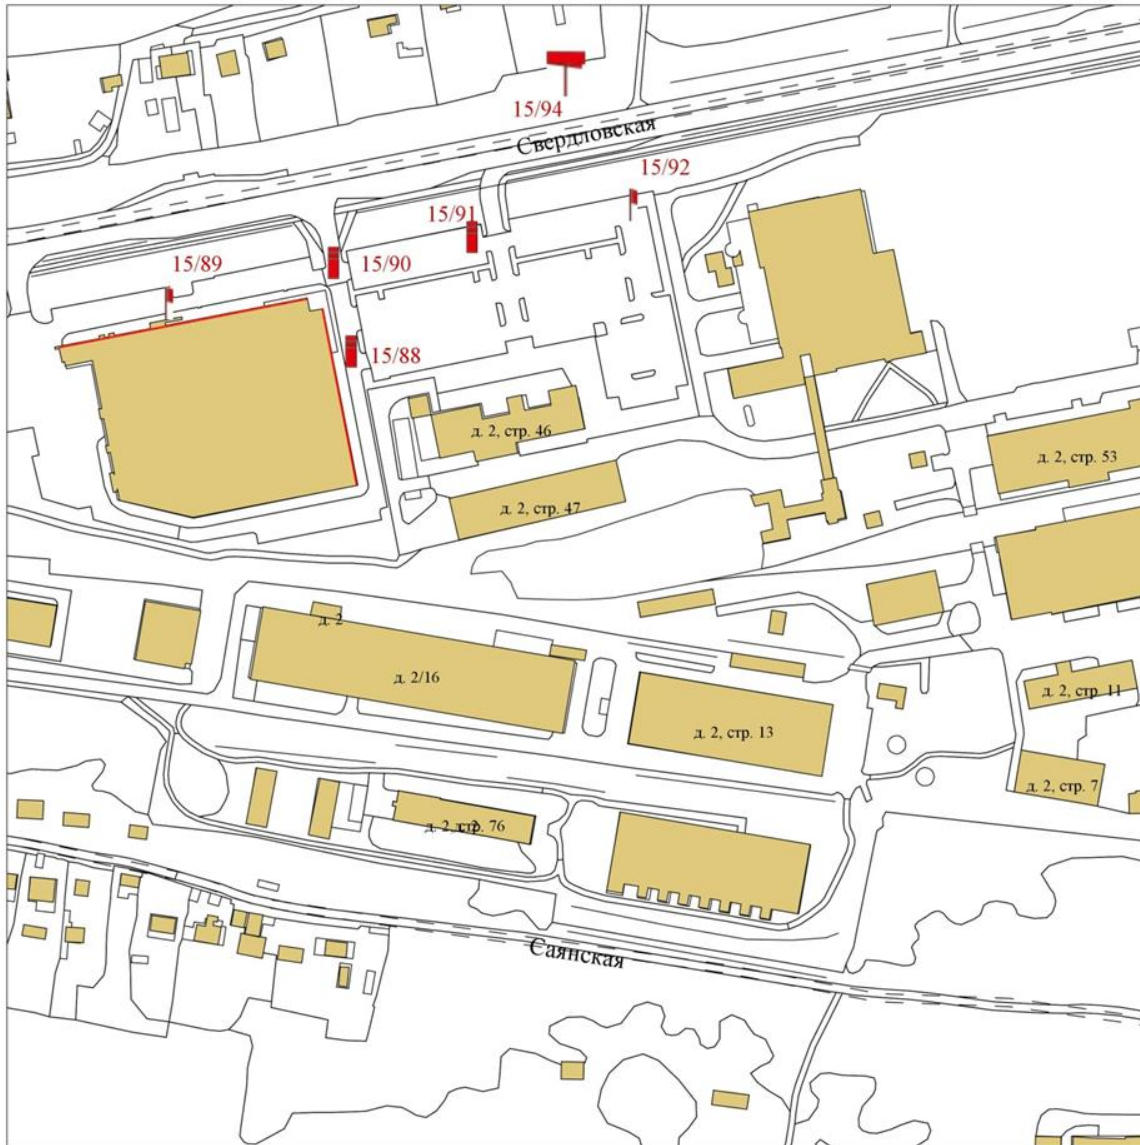 15/94
Свердловская
15/92
15/91
15/89
15/90
15/88
д. 2, стр. 46
д. 2, стр. 53
д. 2, стр. 47
д. 2
д. 2/16
д. 2, стр. 11
д. 2, стр. 13
д. 2, стр. 7
д. 2, стр. 76
Саянская